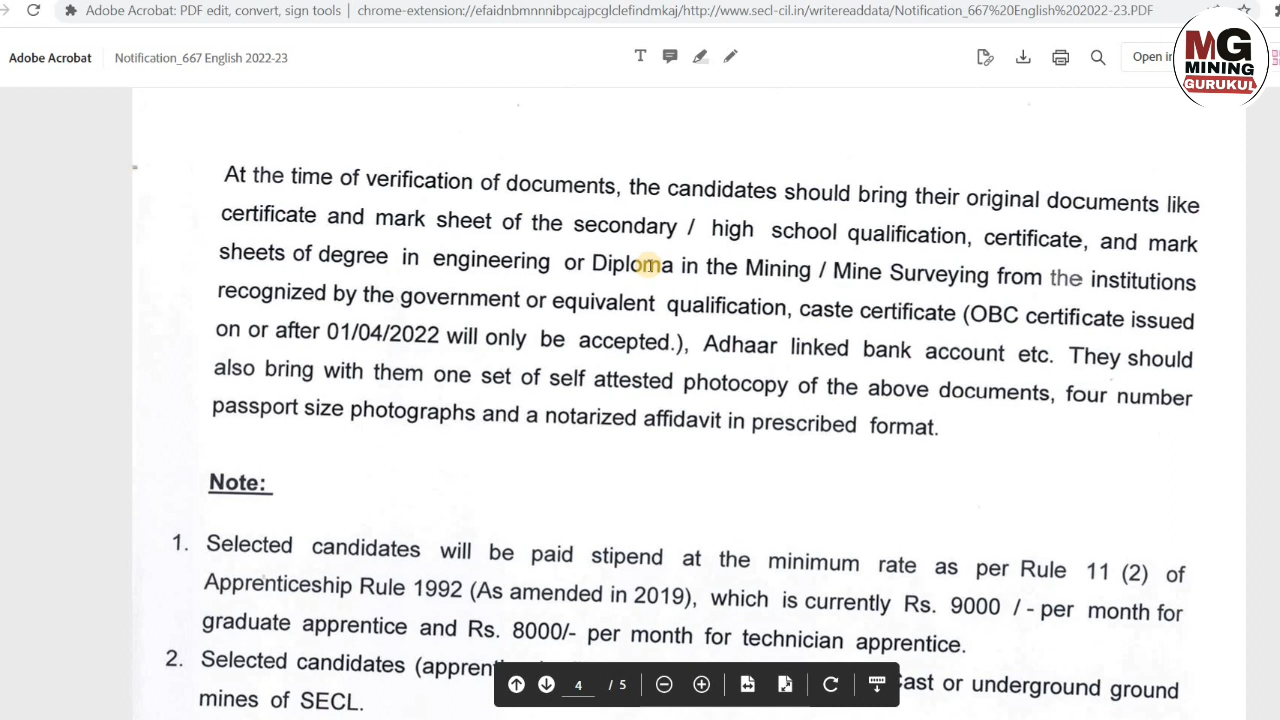 Adobe Acrobat: PDF edit, convert, sign tools | chrome-extension://efaidnbmnnnibpcajpcglclefindmkaj/http://www.secl-cil.in/writereaddata/Notification_667%20English%202022-23.PDF
Adobe Acrobat Notification_667 English 2022-23
Open in
MG
MINING
GURUKUL
At the time of verification of documents, the candidates should bring their original documents like
certificate and mark sheet of the secondary / high school qualification, certificate, and mark
sheets of degree in engineering or Diploma in the Mining / Mine Surveying from the institutions
recognized by the government or equivalent qualification, caste certificate (OBC certificate issued
on or after 01/04/2022 will only be accepted.), Adhaar linked bank account etc. They should
also bring with them one set of self attested photocopy of the above documents, four number
passport size photographs and a notarized affidavit in prescribed format.
Note:
1. Selected candidates will be paid stipend at the minimum rate as per Rule 11 (2) of
Apprenticeship Rule 1992 (As amended in 2019), which is currently Rs. 9000 /- per month for
graduate apprentice and Rs. 8000/- per month for technician apprentice.
2. Selected candidates (apprent ast or underground ground
mines of SECL.
4 / 5